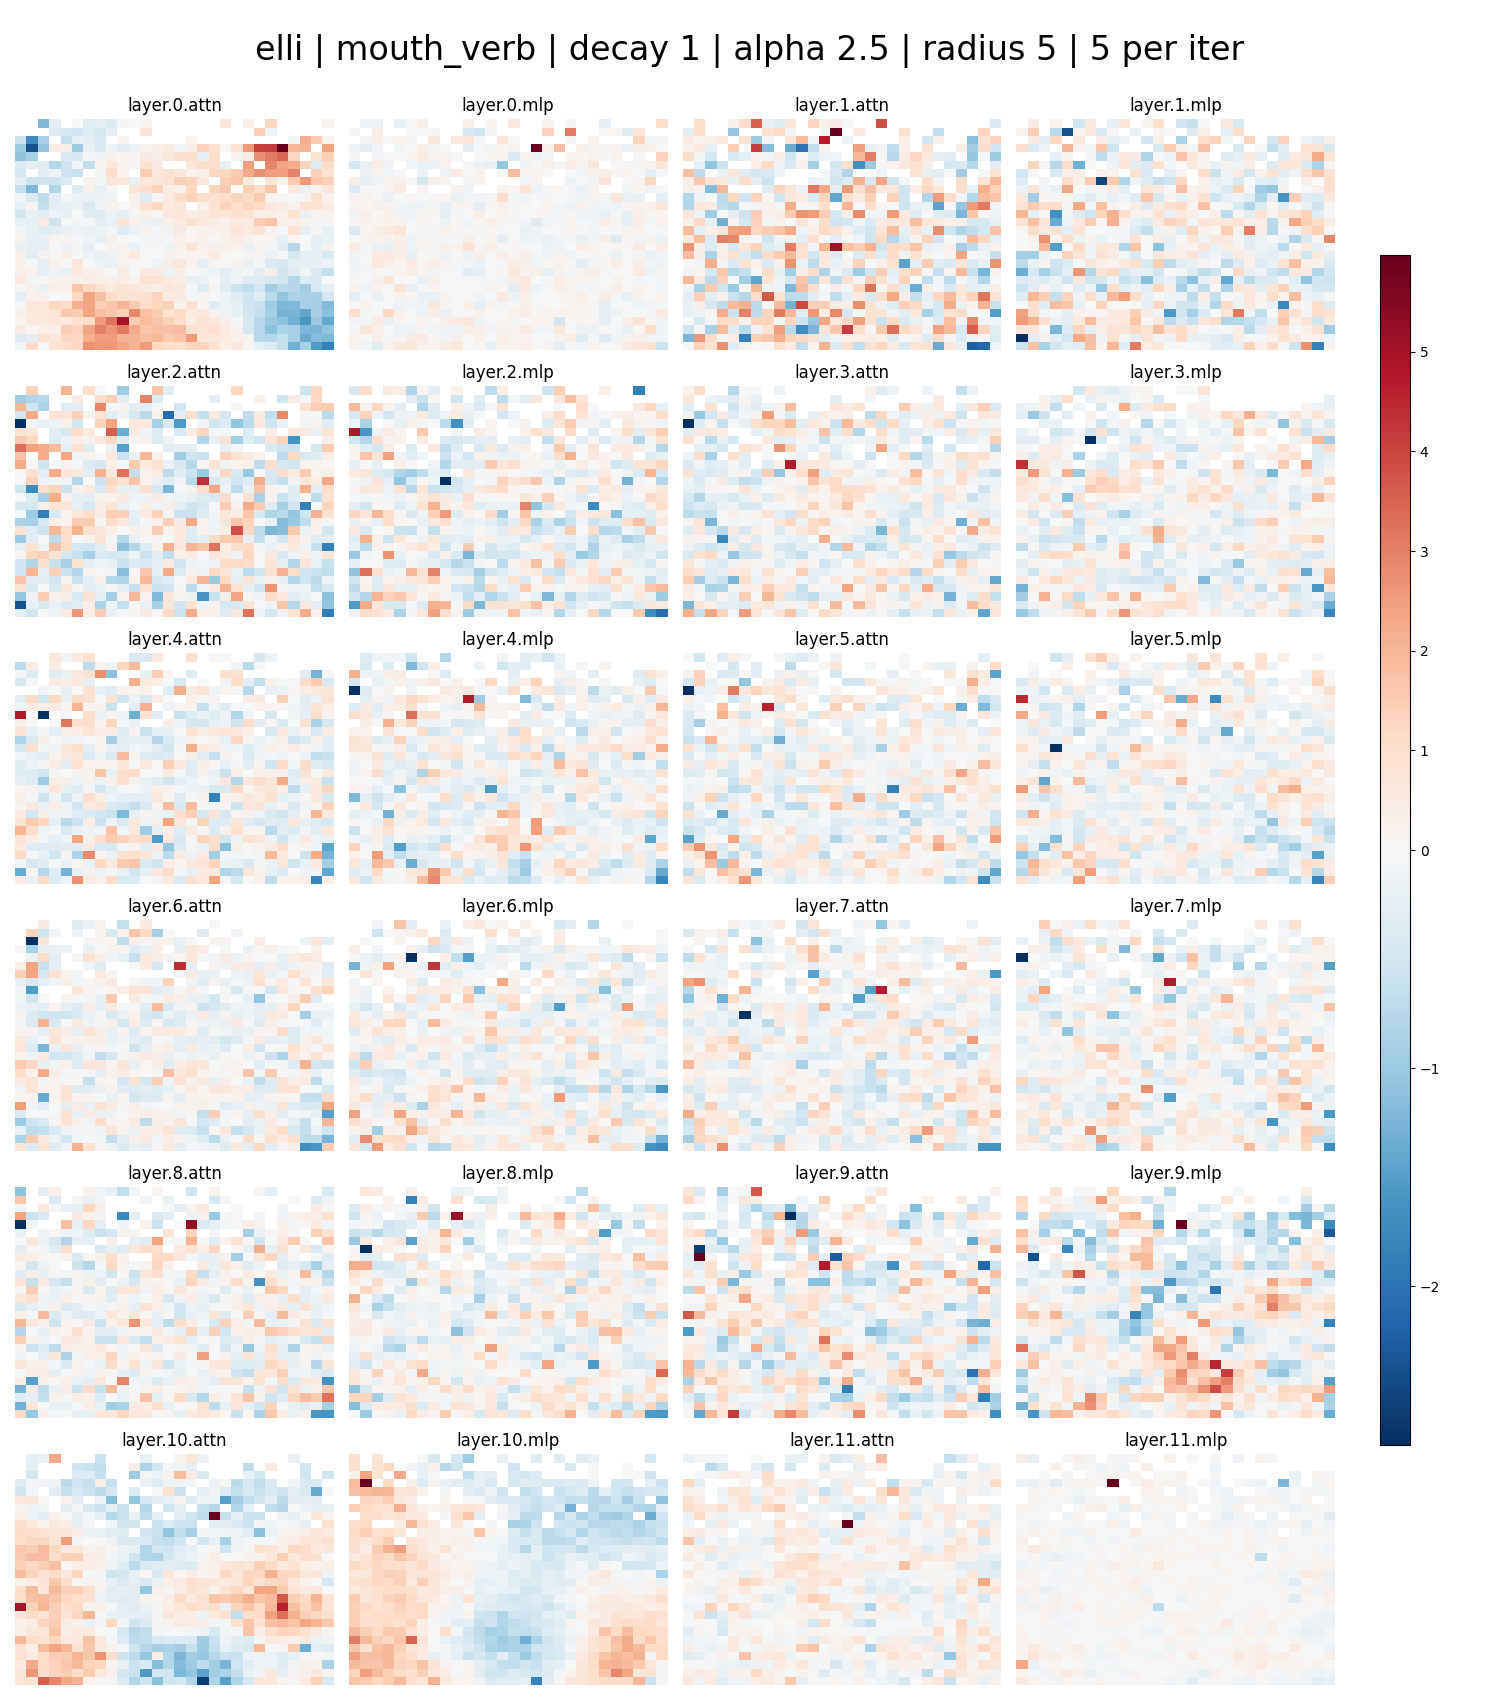 elli | mouth_verb | decay 1 | alpha 2.5 | radius 5 | 5 per iter
layer.0.attn
layer.0.mlp
layer.1.attn
layer.1.mlp
layer.2.attn
layer.2.mlp
layer.3.attn
layer.3.mlp
layer.4.attn
layer.4.mlp
layer.5.attn
layer.5.mlp
layer.6.attn
layer.6.mlp
layer.7.attn
layer.7.mlp
layer.8.attn
layer.8.mlp
layer.9.attn
layer.9.mlp
layer.10.attn
layer.10.mlp
layer.11.attn
layer.11.mlp
5
4
3
2
1
0
−1
−2